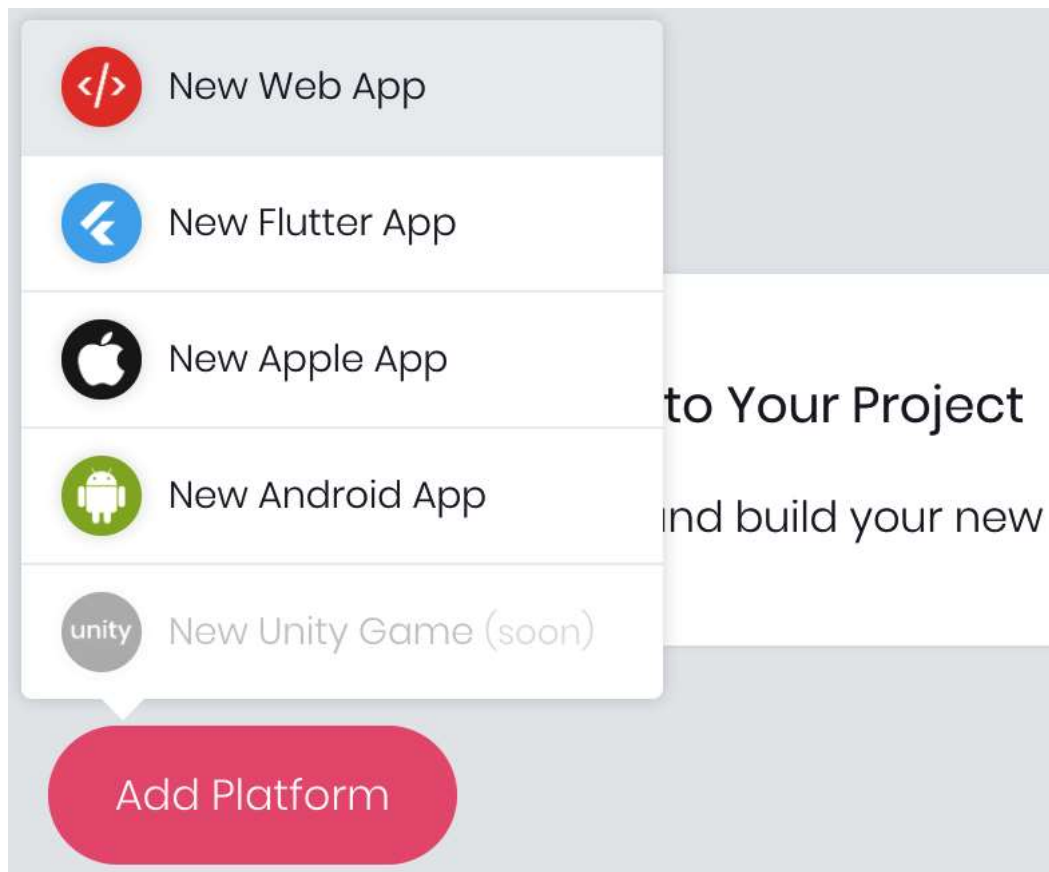 New Web App
New Flutter App
New Apple App
to Your Project
New Android App
and build your new
unity New Unity Game (soon)
Add Platform